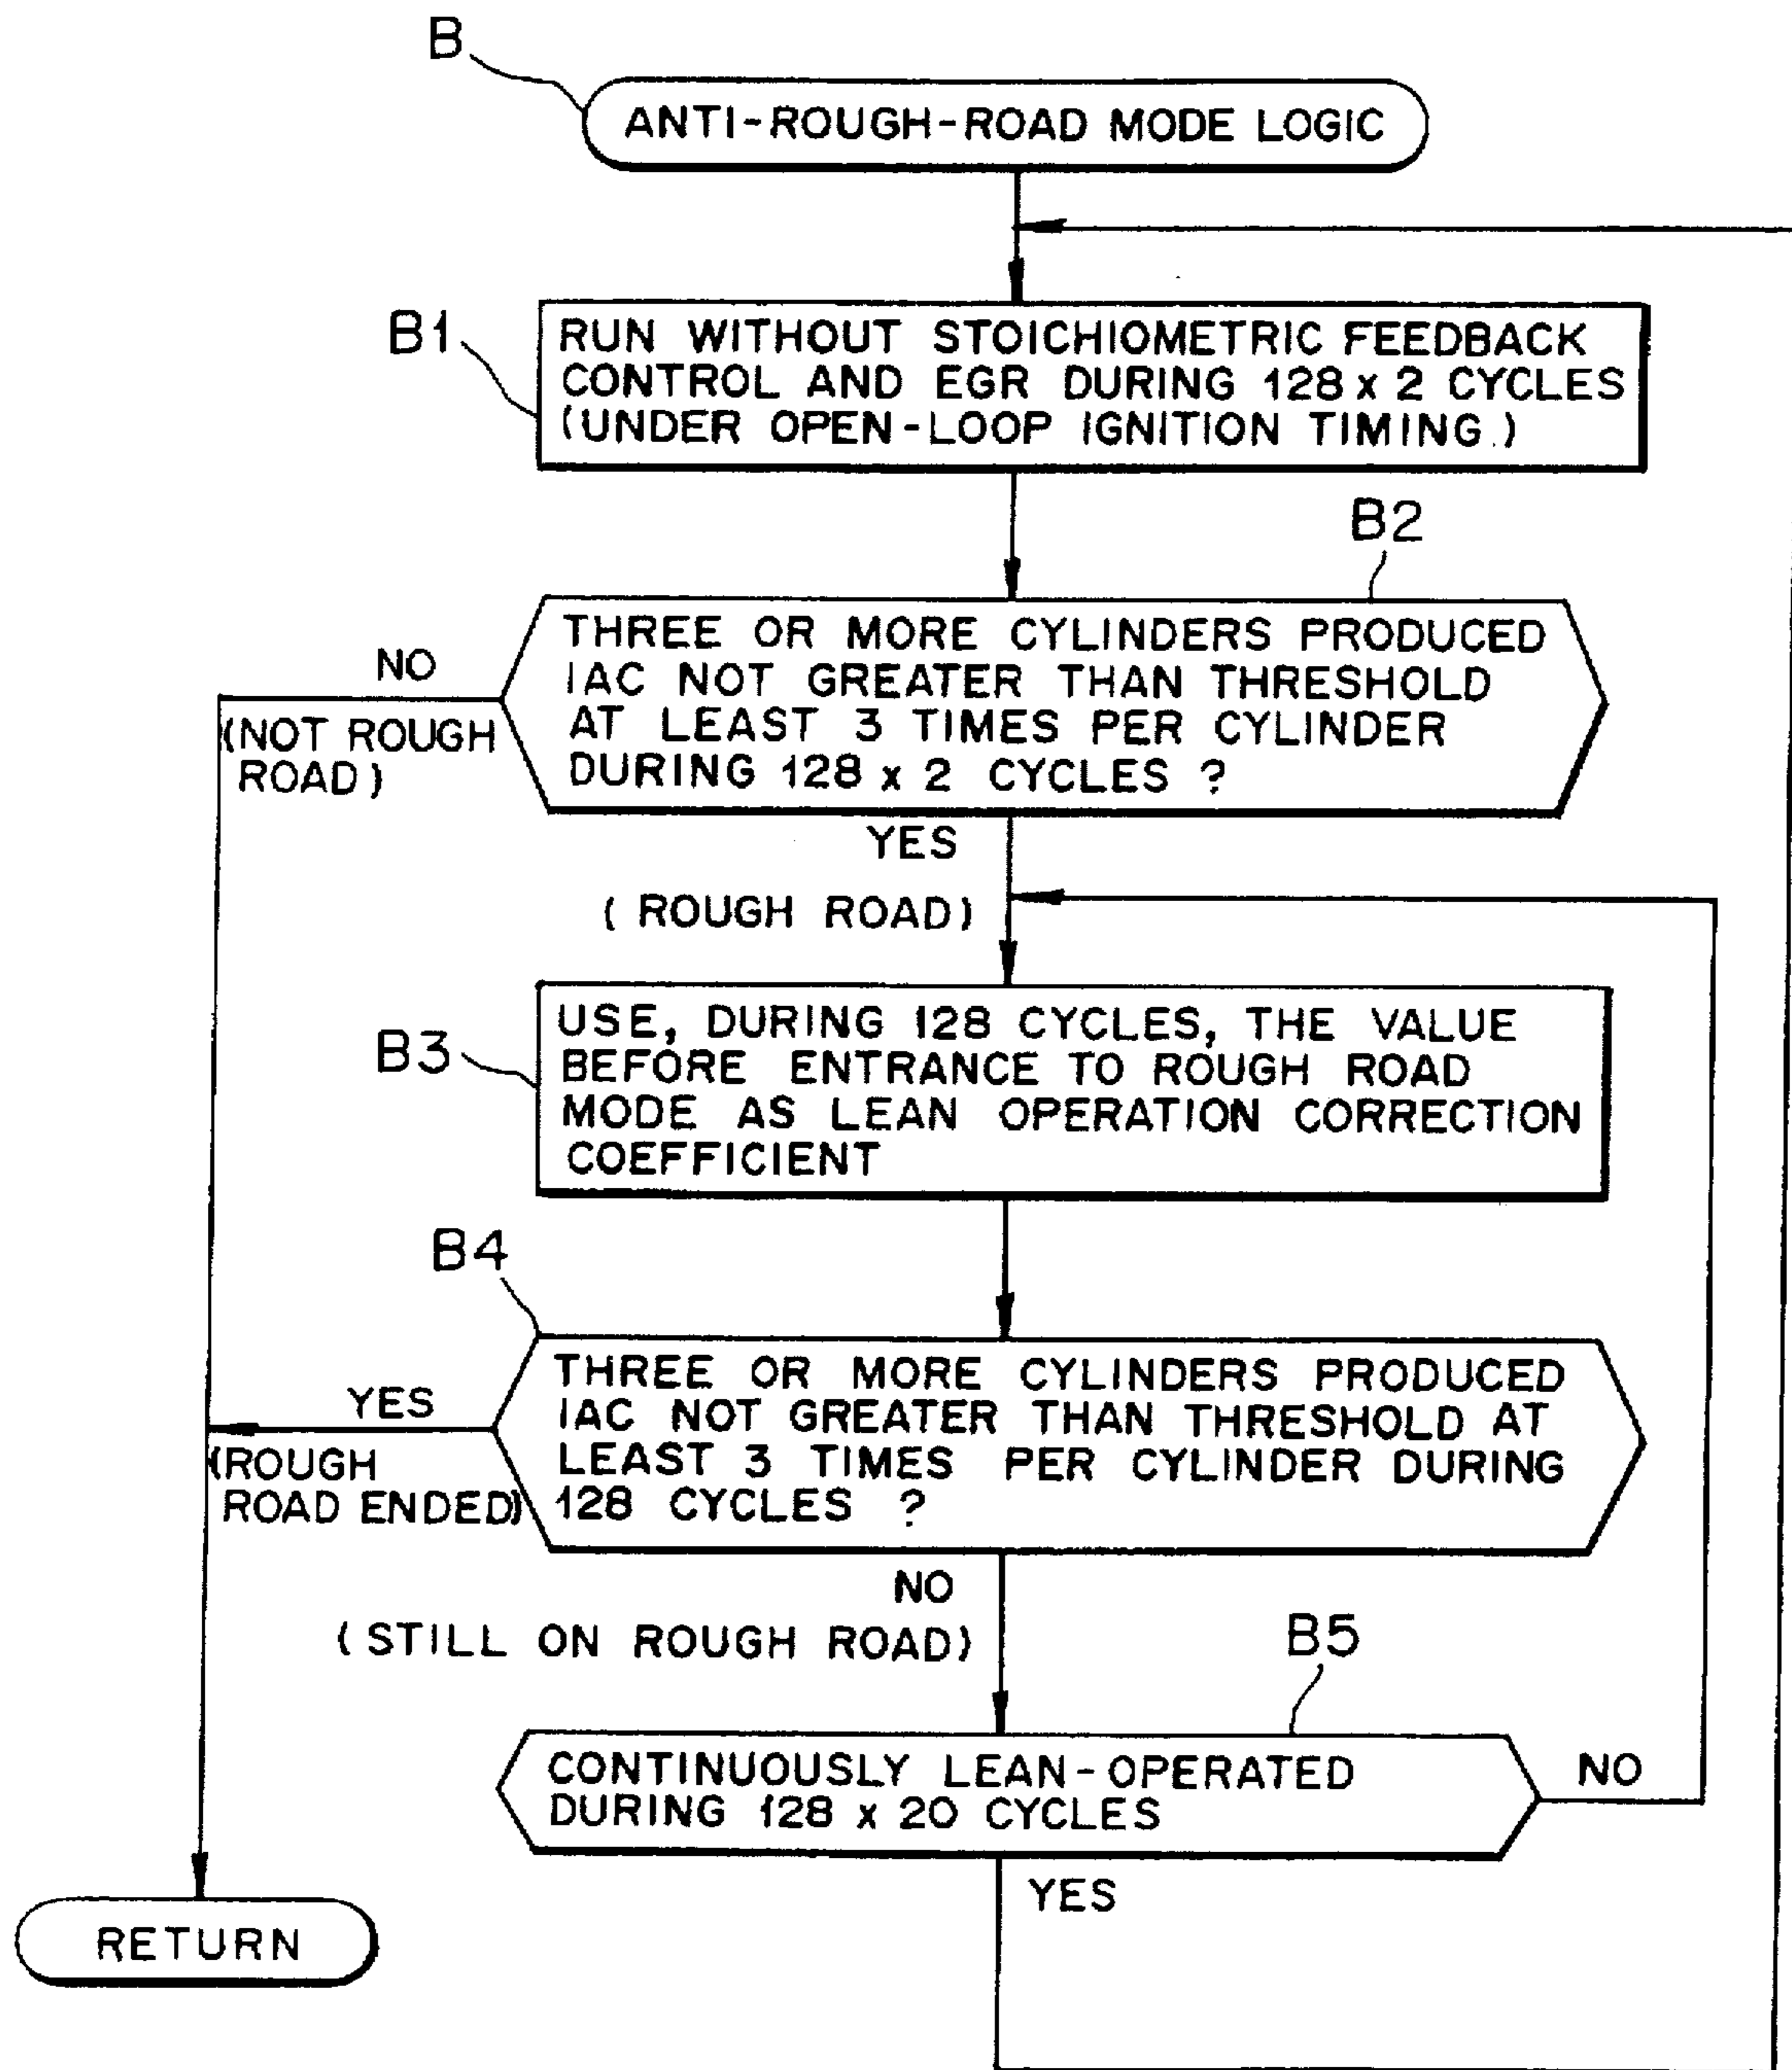 B
ANTI-ROUGH-ROAD MODE LOGIC
B1
RUN WITHOUT STOICHIOMETRIC FEEDBACK
CONTROL AND EGR DURING 128 x 2 CYCLES
(UNDER OPEN-LOOP IGNITION TIMING.)
B2
THREE OR MORE CYLINDERS PRODUCED
IAC NOT GREATER THAN THRESHOLD
AT LEAST 3 TIMES PER CYLINDER
DURING 128 x 2 CYCLES ?
NO
(NOT ROUGH
ROAD)
YES
(ROUGH ROAD)
B3
USE, DURING 128 CYCLES, THE VALUE
BEFORE ENTRANCE TO ROUGH ROAD
MODE AS LEAN OPERATION CORRECTION
COEFFICIENT
B4
THREE OR MORE CYLINDERS PRODUCED
IAC NOT GREATER THAN THRESHOLD AT
LEAST 3 TIMES PER CYLINDER DURING
128 CYCLES ?
YES
(ROUGH
ROAD ENDED)
NO
(STILL ON ROUGH ROAD)
B5
CONTINUOUSLY LEAN-OPERATED
DURING 128 x 20 CYCLES
NO
YES
RETURN